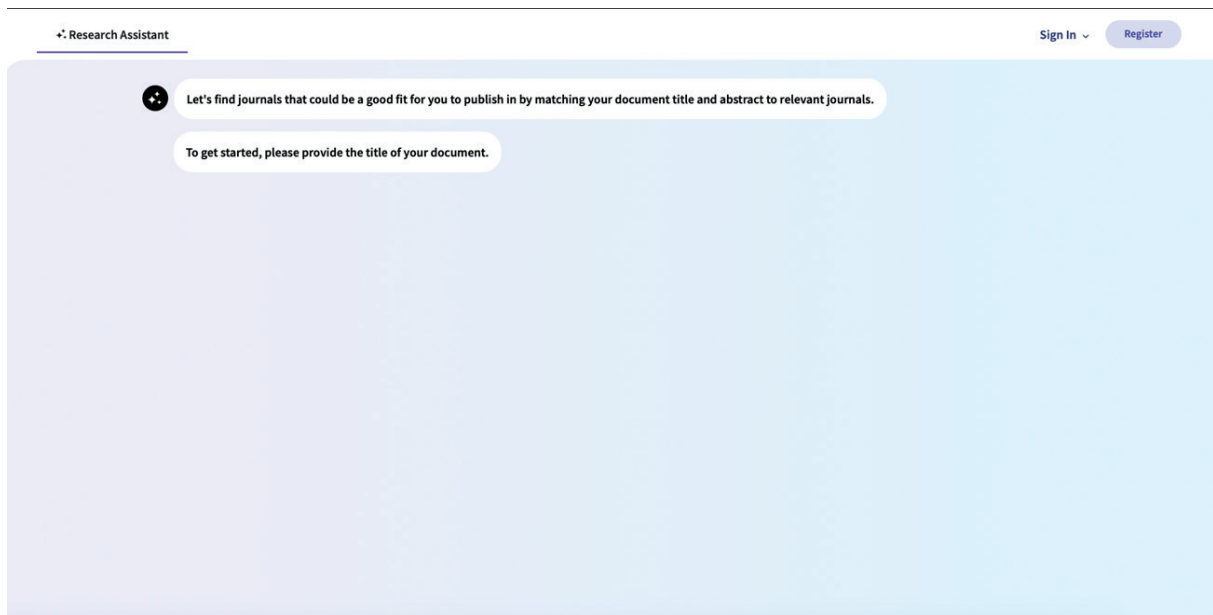 Research Assistant
Sign In
Register
Let's find journals that could be a good fit for you to publish in by matching your document title and abstract to relevant journals.
To get started, please provide the title of your document.